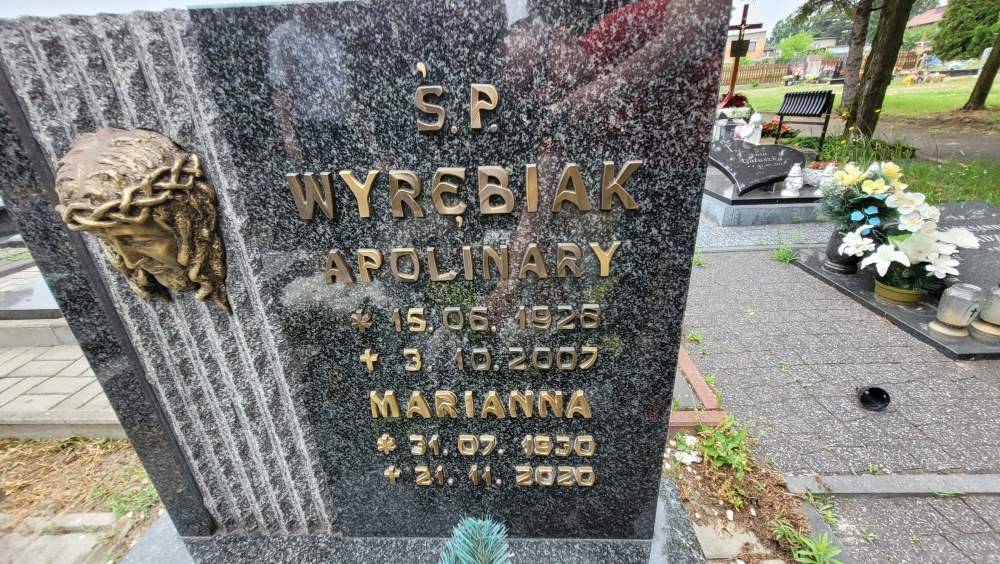 Ś.P.
WYRĘBIAK
APOLINARY
* 15.06.1926
+ 3.10.2007
MARIANNA
* 31.07.1930
+ 21.11.2020